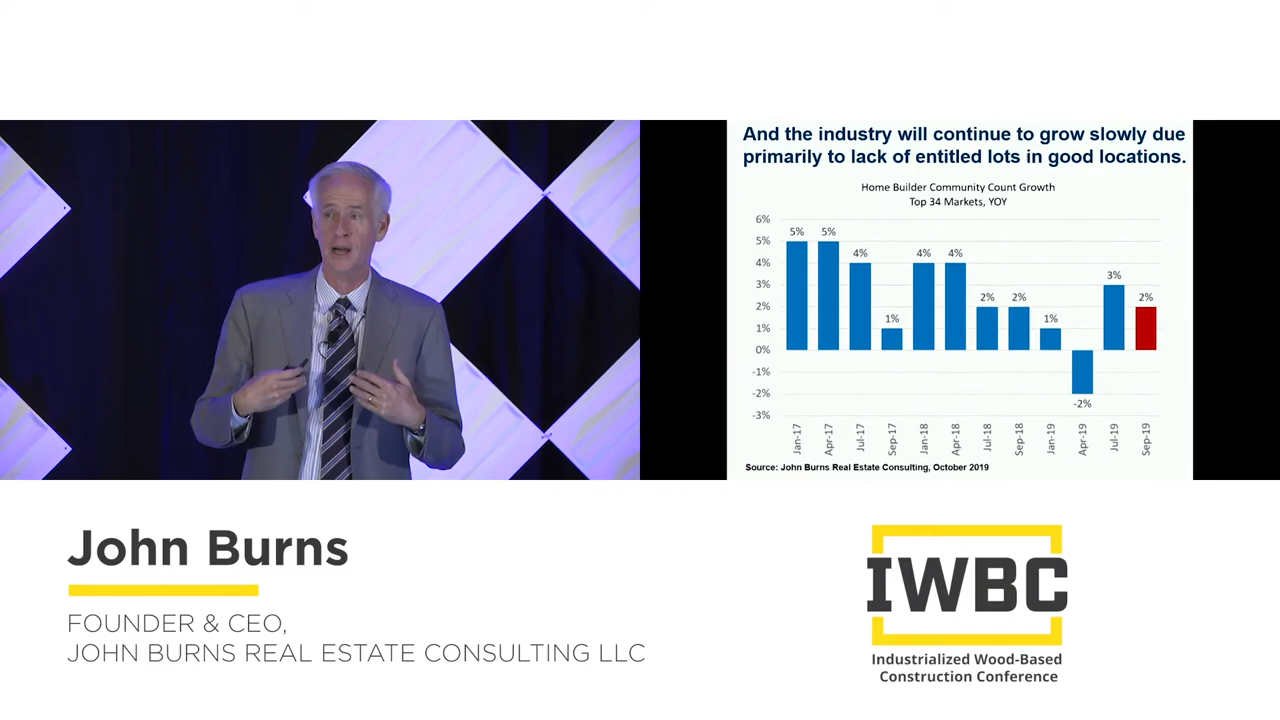 And the industry will continue to grow slowly due
primarily to lack of entitled lots in good locations.
Home Builder Community Count Growth
Top 34 Markets, YOY
6%
5%
4%
3%
2%
1%
0%
-1%
-2%
-3%
5%
5%
4%
1%
4%
4%
2%
2%
1%
-2%
3%
2%
Jan-17
Apr-17
Jul-17
Sep-17
Jan-18
Apr-18
Jul-18
Sep-18
Jan-19
Apr-19
Jul-19
Sep-19
Source: John Burns Real Estate Consulting, October 2019
John Burns
FOUNDER & CEO,
JOHN BURNS REAL ESTATE CONSULTING LLC
IWBC
Industrialized Wood-Based
Construction Conference